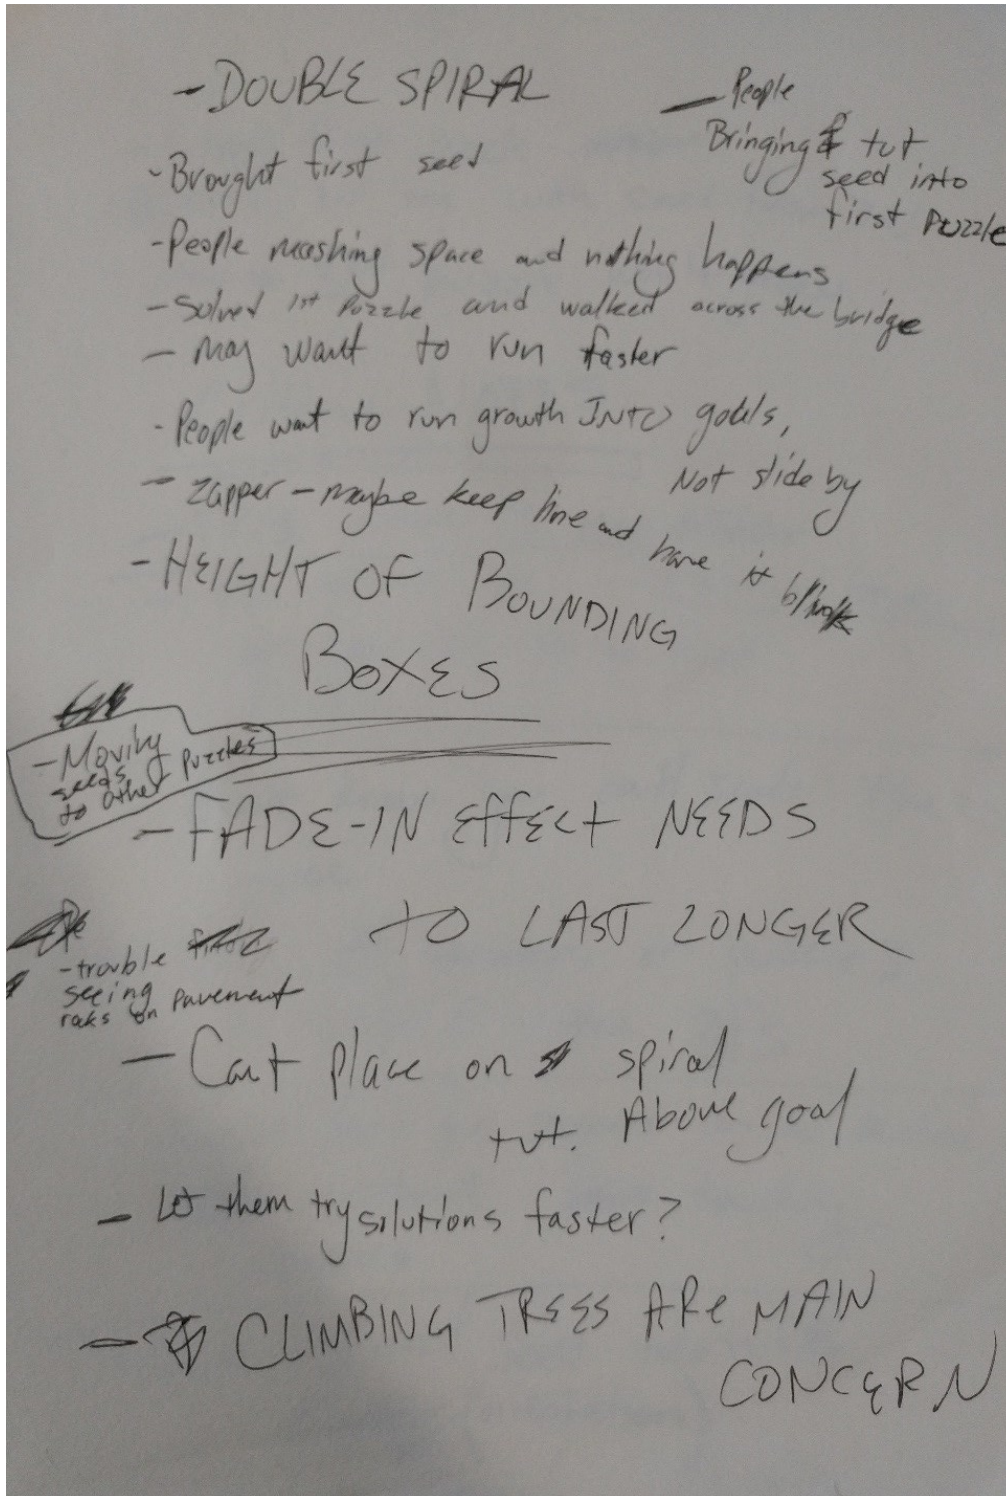 - DOUBLE SPIRAL
- People
Bringing tut
seed into
first Puzzle
- Brought first seed
- People mashing space and nothing happens
- Solved 1st Puzzle and walked across the bridge
- May want to run faster
- People want to run growth INTO goals,
Not slide by
- Zapper - maybe keep line and have it blink
- HEIGHT OF BOUNDING
BOXES
- Moving
seeds
to other Puzzles
- FADE-IN EFFECT NEEDS
TO LAST LONGER
- trouble
seeing
on Pavement
- Cant place on spiral
tut. Above goal
- Let them try solutions faster?
- CLIMBING TREES ARE MAIN
CONCERN